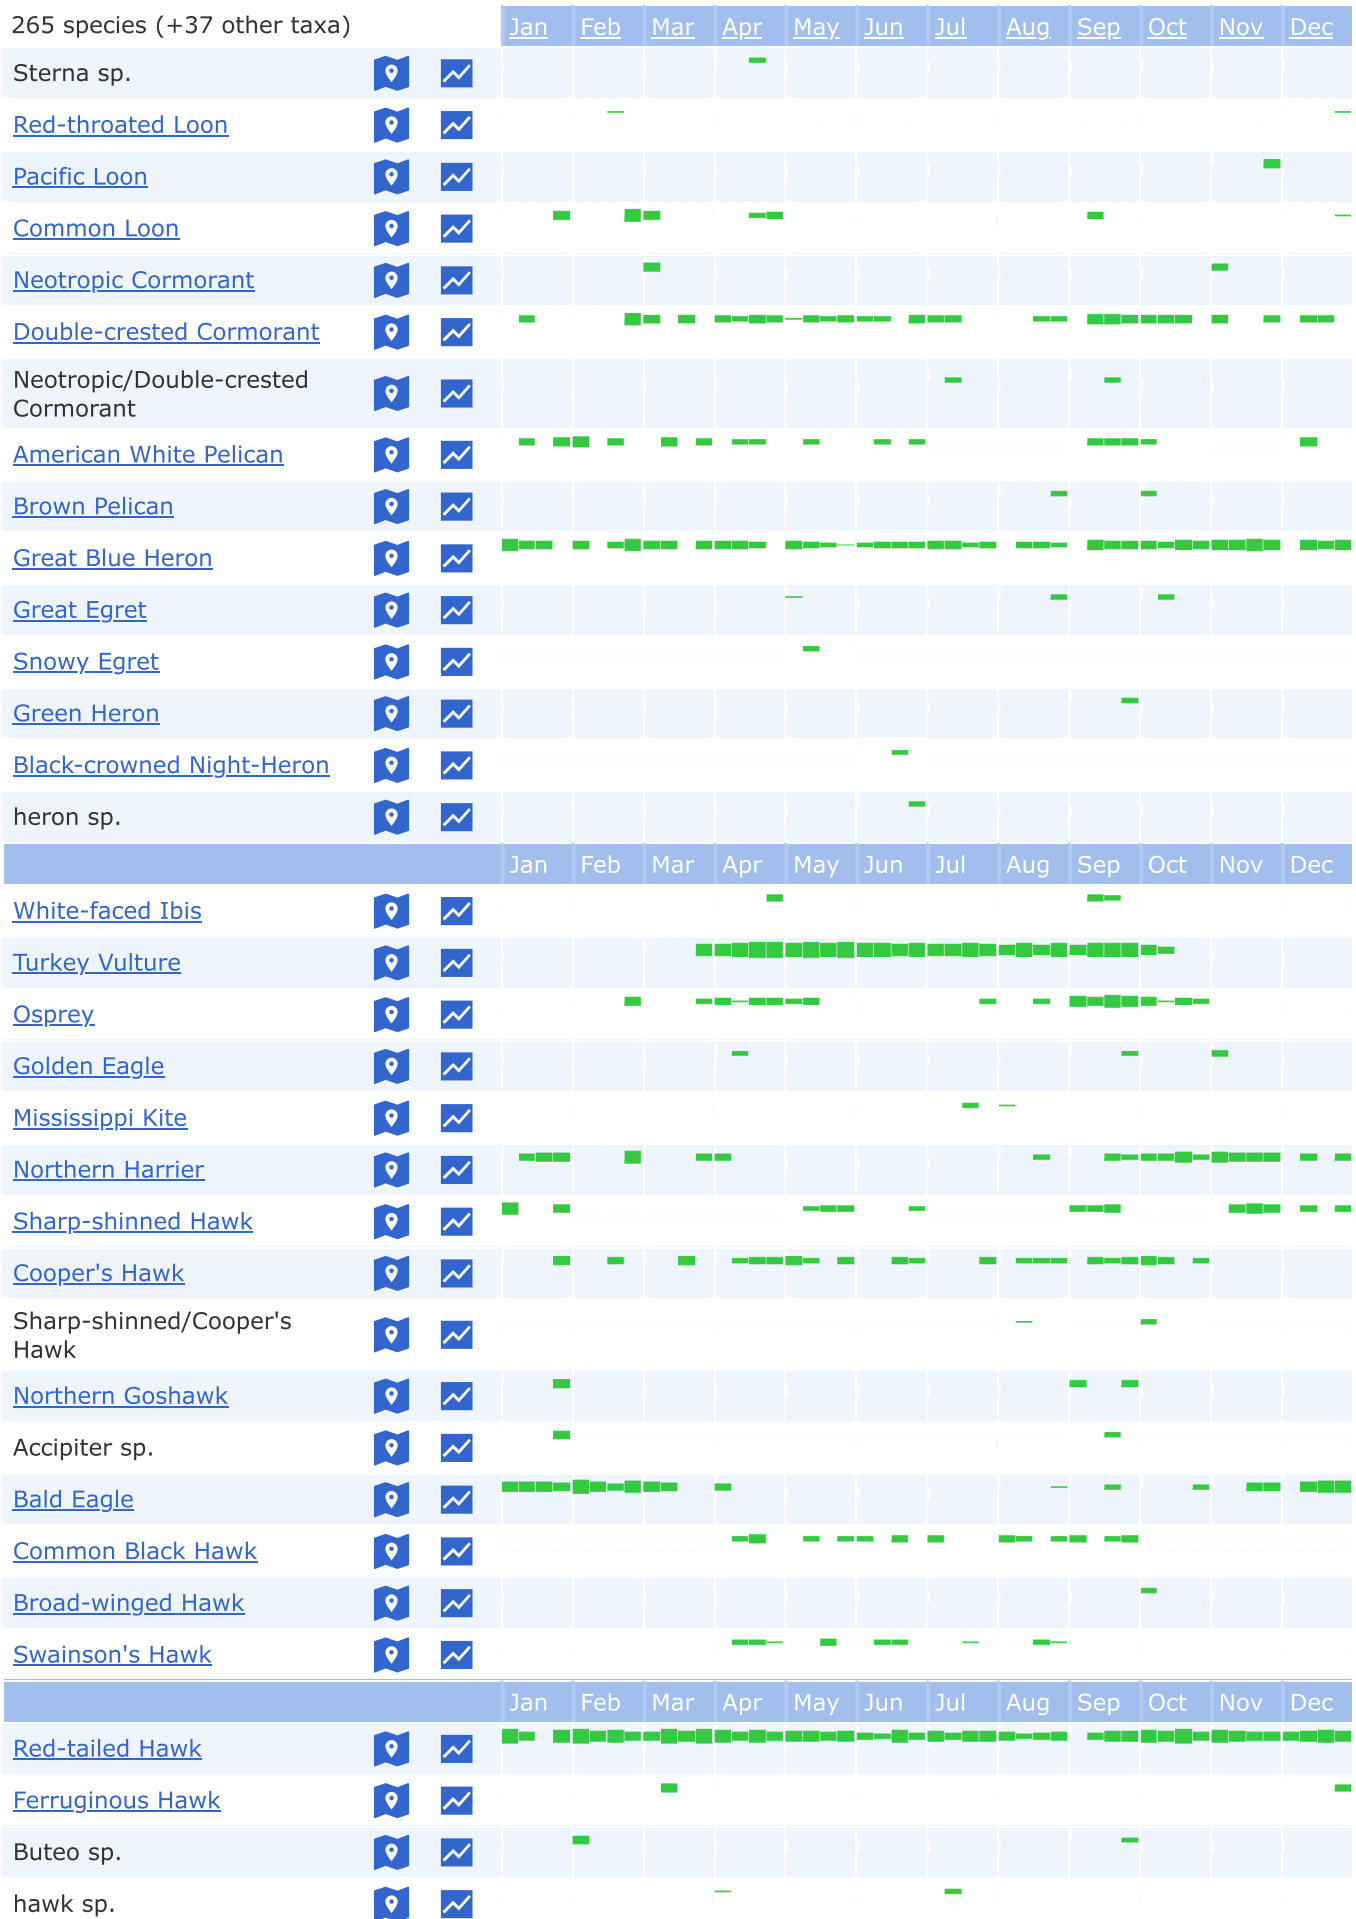 265 species (+37 other taxa) Jan Feb Mar Apr May Jun Jul Aug Sep Oct Nov Dec
Sterna sp.
Red-throated Loon
Pacific Loon
Common Loon
Neotropic Cormorant
Double-crested Cormorant
Neotropic/Double-crested
Cormorant
American White Pelican
Brown Pelican
Great Blue Heron
Great Egret
Snowy Egret
Green Heron
Black-crowned Night-Heron
heron sp.
Jan Feb Mar Apr May Jun Jul Aug Sep Oct Nov Dec
White-faced Ibis
Turkey Vulture
Osprey
Golden Eagle
Mississippi Kite
Northern Harrier
Sharp-shinned Hawk
Cooper's Hawk
Sharp-shinned/Cooper's
Hawk
Northern Goshawk
Accipiter sp.
Bald Eagle
Common Black Hawk
Broad-winged Hawk
Swainson's Hawk
Jan Feb Mar Apr May Jun Jul Aug Sep Oct Nov Dec
Red-tailed Hawk
Ferruginous Hawk
Buteo sp.
hawk sp.